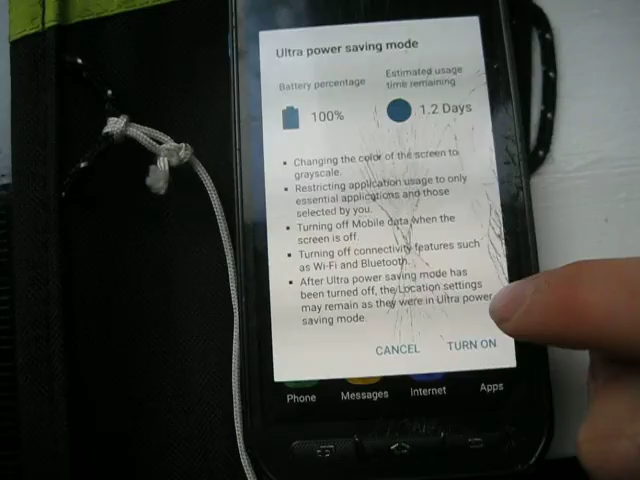 Ultra power saving mode
Battery percentage
100%
Estimated usage
time remaining
1.2 Days
Changing the color of the screen to
grayscale.
Restricting application usage to only
essential applications and those
selected by you.
Turning off Mobile data when the
screen is off.
Turning off connectivity features such
as Wi-Fi and Bluetooth.
After Ultra power saving mode has
been turned off, the Location settings
may remain as they were in Ultra power
saving mode.
CANCEL TURN ON
Phone Messages Internet Apps